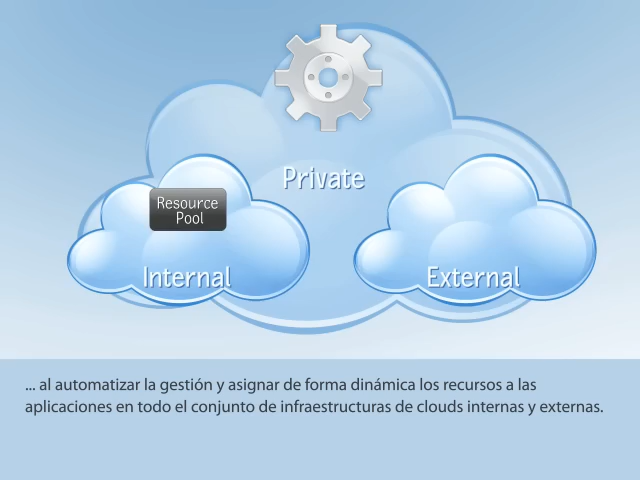 Private
Resource
Pool
Internal
External
... al automatizar la gestión y asignar de forma dinámica los recursos a las
aplicaciones en todo el conjunto de infraestructuras de clouds internas y externas.